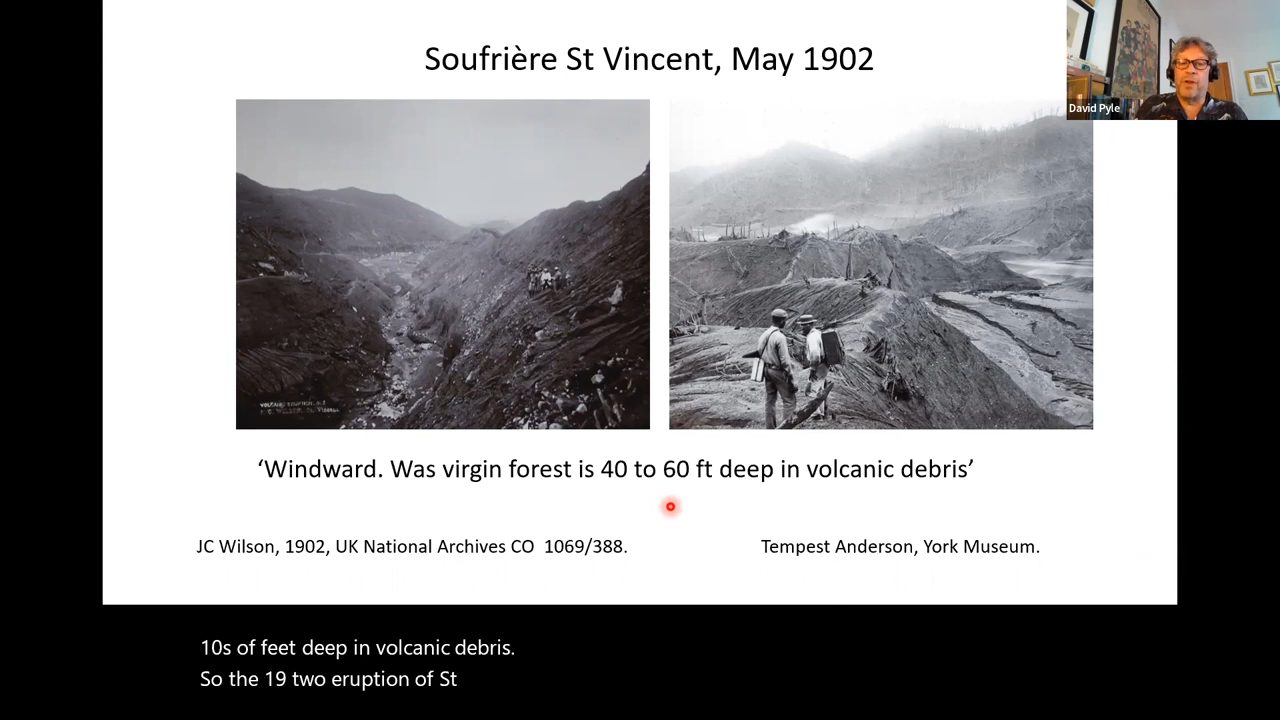 Soufrière St Vincent, May 1902
David Pyle
‘Windward. Was virgin forest is 40 to 60 ft deep in volcanic debris’
JC Wilson, 1902, UK National Archives CO 1069/388.
Tempest Anderson, York Museum.
10s of feet deep in volcanic debris.
So the 19 two eruption of St